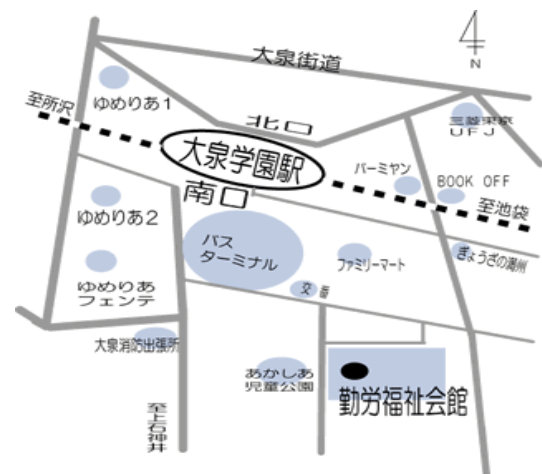 大泉街道
N
ゆめりあ1
至所沢
北口
三菱東京
UFJ
大泉学園駅
バーミヤン
BOOK OFF
南口
至池袋
ゆめりあ2
バス
ターミナル
ファミリーマート
ぎょうざの満州
ゆめりあ
フェンテ
交番
大泉消防出張所
あかしあ
児童公園
勤労福祉会館
至上石神井